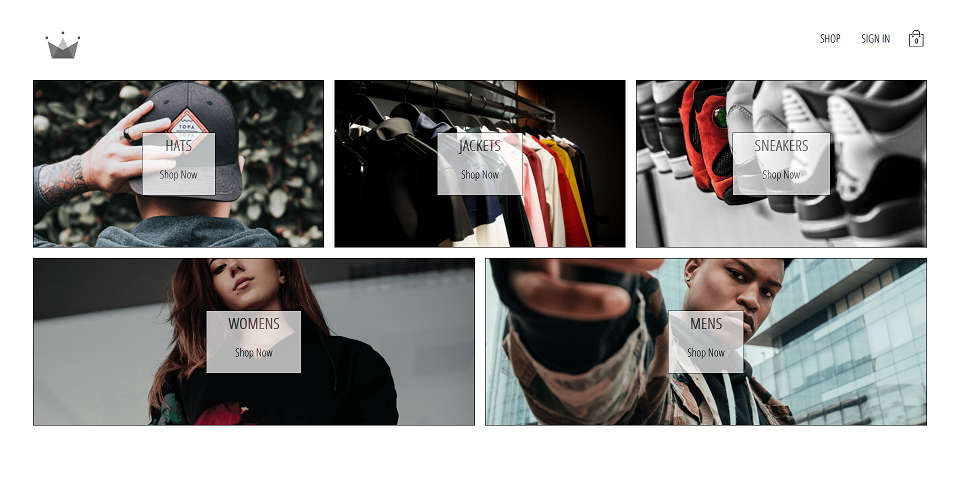 SHOP
SIGN IN
0
TOPA
HATS
Shop Now
JACKETS
Shop Now
SNEAKERS
Shop Now
WOMENS
Shop Now
MENS
Shop Now